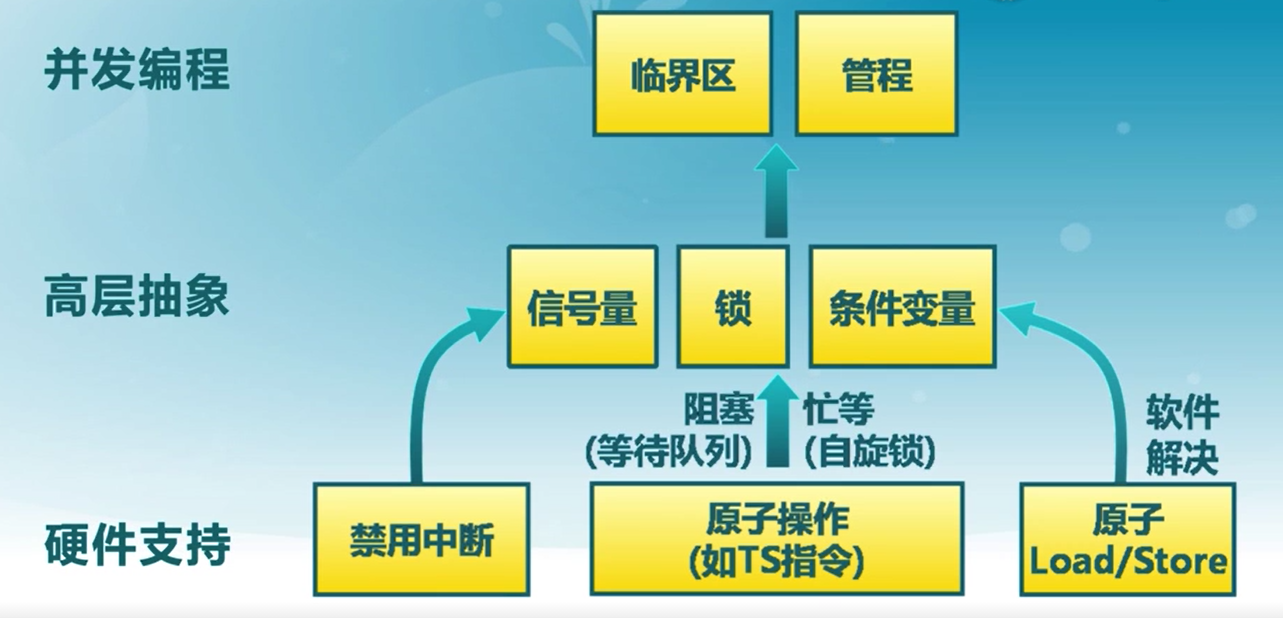 并发编程
临界区
管程
高层抽象
信号量
锁
条件变量
阻塞
(等待队列)
忙等
(自旋锁)
软件
解决
硬件支持
禁用中断
原子操作
(如TS指令)
原子
Load/Store